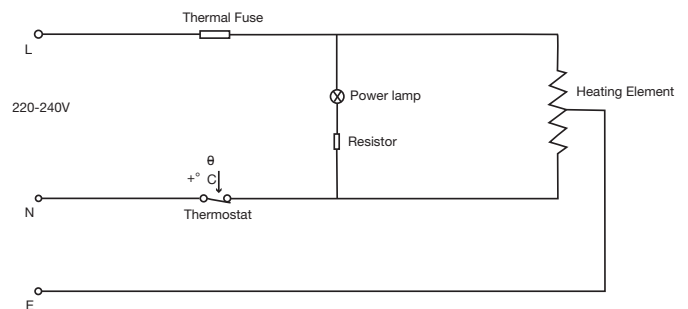 Thermal Fuse
L
Power lamp
Heating Element
220-240V
Resistor
θ
+° C
Thermostat
N
E